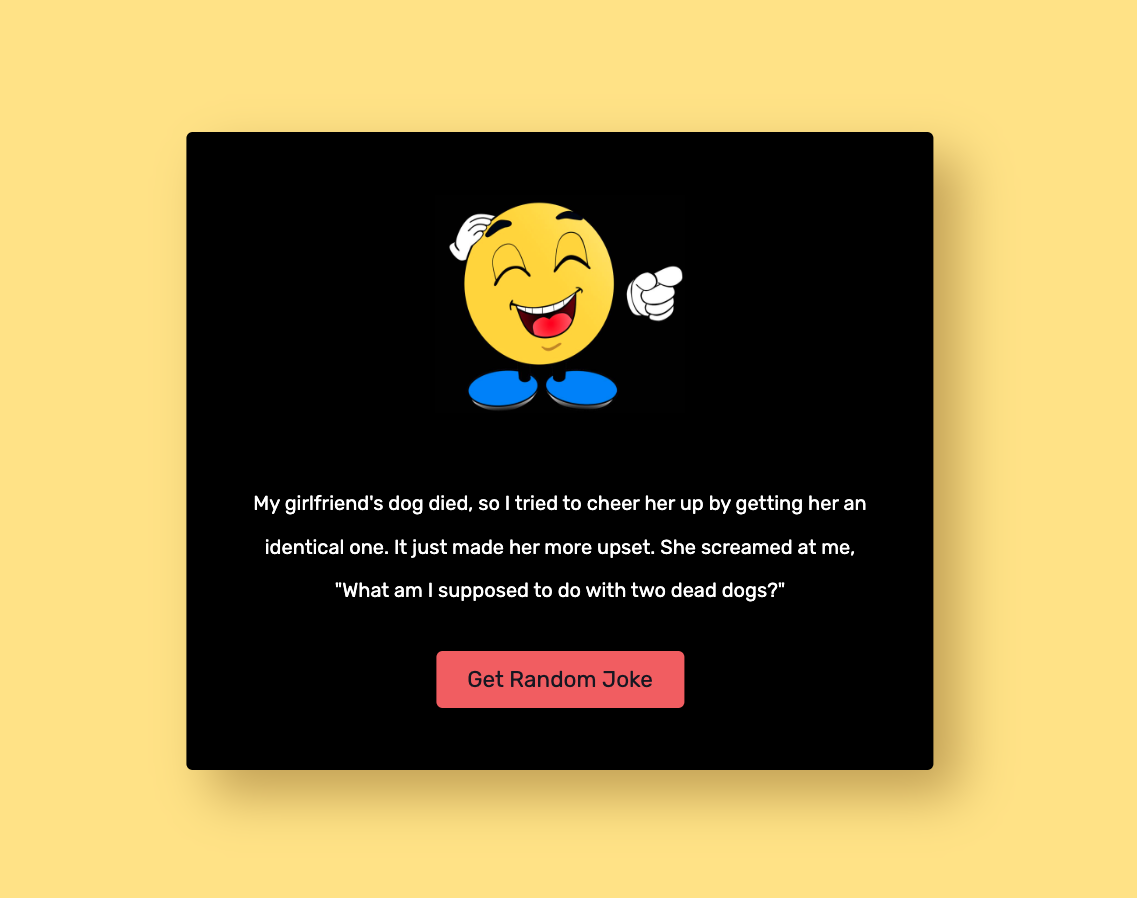 My girlfriend's dog died, so I tried to cheer her up by getting her an
identical one. It just made her more upset. She screamed at me,
"What am I supposed to do with two dead dogs?"
Get Random Joke